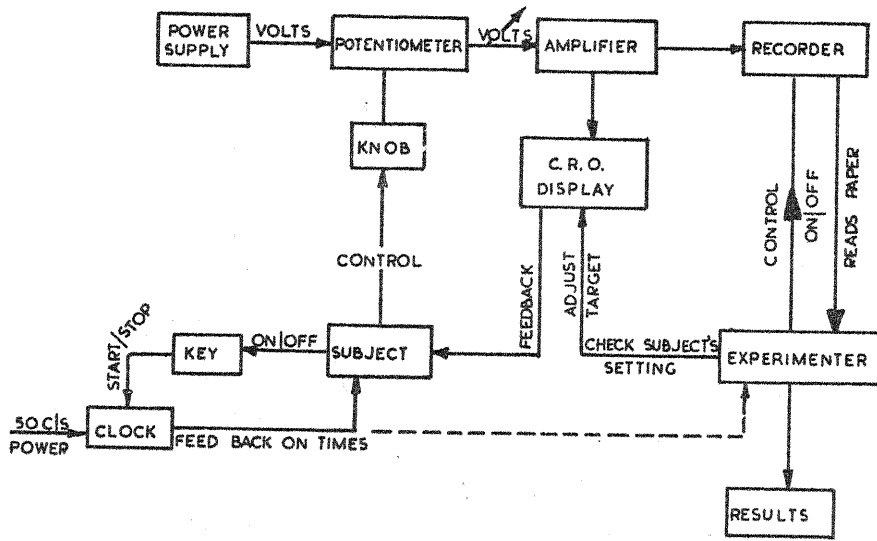 POWER
SUPPLY
VOLTS
POTENTIOMETER
VOLTS
AMPLIFIER
RECORDER
KNOB
C.R.O.
DISPLAY
CONTROL
FEEDBACK
ADJUST
TARGET
CONTROL
ON|OFF
READS PAPER
START/STOP
KEY
ON|OFF
SUBJECT
CHECK SUBJECT'S
SETTING
EXPERIMENTER
50 C|S
POWER
CLOCK
FEED BACK ON TIMES
RESULTS